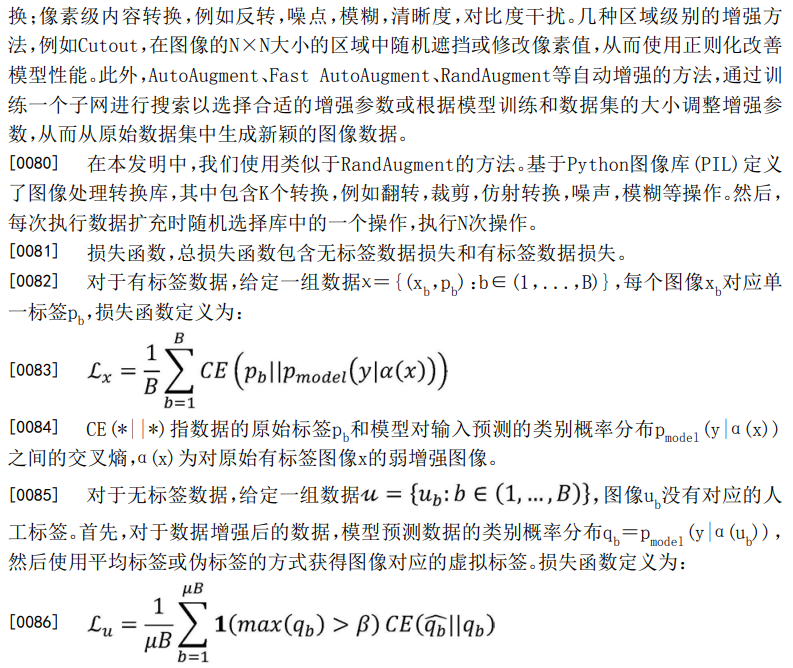 换;像素级内容转换,例如反转,噪点,模糊,清晰度,对比度干扰。几种区域级别的增强方
法,例如Cutout,在图像的N×N大小的区域中随机遮挡或修改像素值,从而使用正则化改善
模型性能。此外,AutoAugment、Fast AutoAugment、RandAugment等自动增强的方法,通过训
练一个子网进行搜索以选择合适的增强参数或根据模型训练和数据集的大小调整增强参
数,从而从原始数据集中生成新颖的图像数据。
[0080] 在本发明中,我们使用类似于RandAugment的方法。基于Python图像库(PIL)定义
了图像处理转换库,其中包含K个转换,例如翻转,裁剪,仿射转换,噪声,模糊等操作。然后,
每次执行数据扩充时随机选择库中的一个操作,执行N次操作。
[0081] 损失函数,总损失函数包含无标签数据损失和有标签数据损失。
[0082] 对于有标签数据,给定一组数据x={(x_b,p_b):b∈(1,...,B)},每个图像x_b对应单
一标签p_b,损失函数定义为:
[0083] $\mathcal{L}_x = \frac{1}{B}\sum_{b=1}^{B} CE\left(p_b||p_{model}(y|\alpha(x))\right)$
[0084] CE(*||*)指数据的原始标签p_b和模型对输入预测的类别概率分布p_model(y|α(x))
之间的交叉熵,α(x)为对原始有标签图像x的弱增强图像。
[0085] 对于无标签数据,给定一组数据$\mathcal{u} = \{u_b: b \in (1, \dots, B)\}$,图像u_b没有对应的人
工标签。首先,对于数据增强后的数据,模型预测数据的类别概率分布q_b=p_model(y|α(u_b)),
然后使用平均标签或伪标签的方式获得图像对应的虚拟标签。损失函数定义为:
[0086] $\mathcal{L}_u = \frac{1}{\mu B}\sum_{b=1}^{\mu B} \mathbf{1}(max(q_b) > \beta)\, CE(\widehat{q_b}||q_b)$